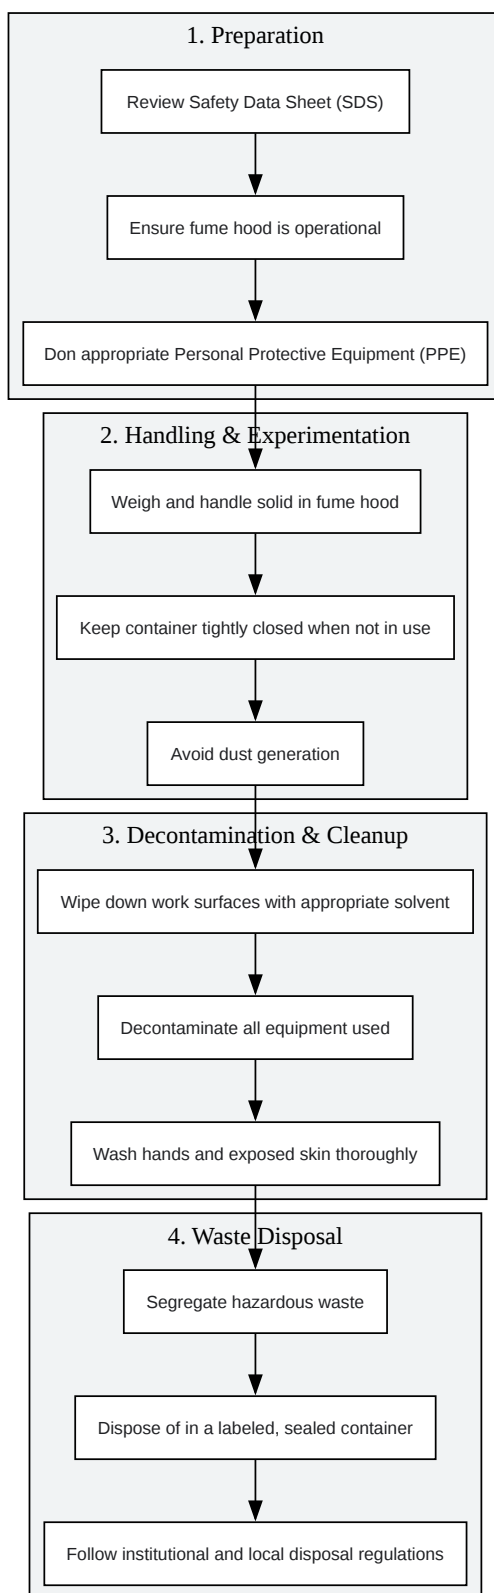 1. Preparation
Review Safety Data Sheet (SDS)
Ensure fume hood is operational
Don appropriate Personal Protective Equipment (PPE)
2. Handling & Experimentation
Weigh and handle solid in fume hood
Keep container tightly closed when not in use
Avoid dust generation
3. Decontamination & Cleanup
Wipe down work surfaces with appropriate solvent
Decontaminate all equipment used
Wash hands and exposed skin thoroughly
4. Waste Disposal
Segregate hazardous waste
Dispose of in a labeled, sealed container
Follow institutional and local disposal regulations